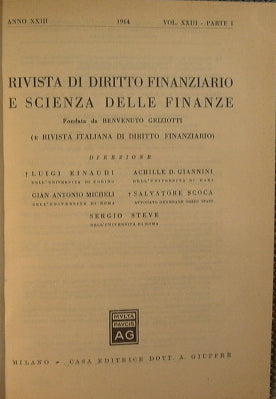 ANNO XXIII 1964 VOL. XXIII - PARTE I
RIVISTA DI DIRITTO FINANZIARIO
E SCIENZA DELLE FINANZE
Fondata da BENVENUTO GRIZIOTTI
(E RIVISTA ITALIANA DI DIRITTO FINANZIARIO)
DIREZIONE
† LUIGI EINAUDI ACHILLE D. GIANNINI
DELL'UNIVERSITÀ DI TORINO DELL'UNIVERSITÀ DI BARI
GIAN ANTONIO MICHELI † SALVATORE SCOCA
DELL'UNIVERSITÀ DI ROMA AVVOCATO GENERALE DELLO STATO
SERGIO STEVE
DELL'UNIVERSITÀ DI ROMA
MVLTA
PAVCIS
AG
MILANO - CASA EDITRICE DOTT. A. GIUFFRÈ